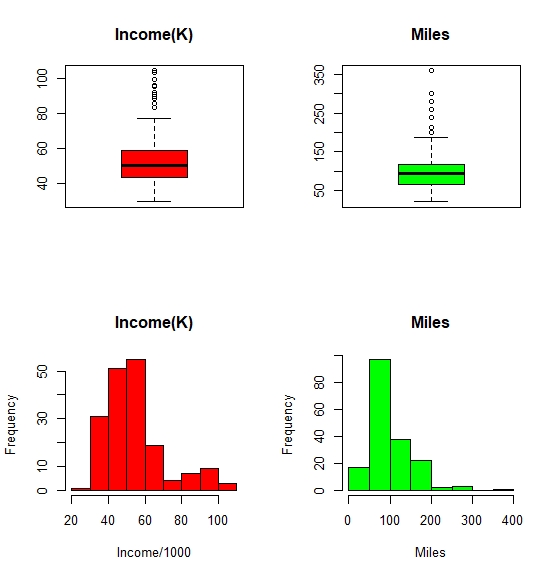 Income(K)
40 60 80 100
Miles
50 150 250 350
Income(K)
Frequency
0 10 30 50
20 40 60 80 100
Income/1000
Miles
Frequency
0 20 40 60 80
0 100 200 300 400
Miles